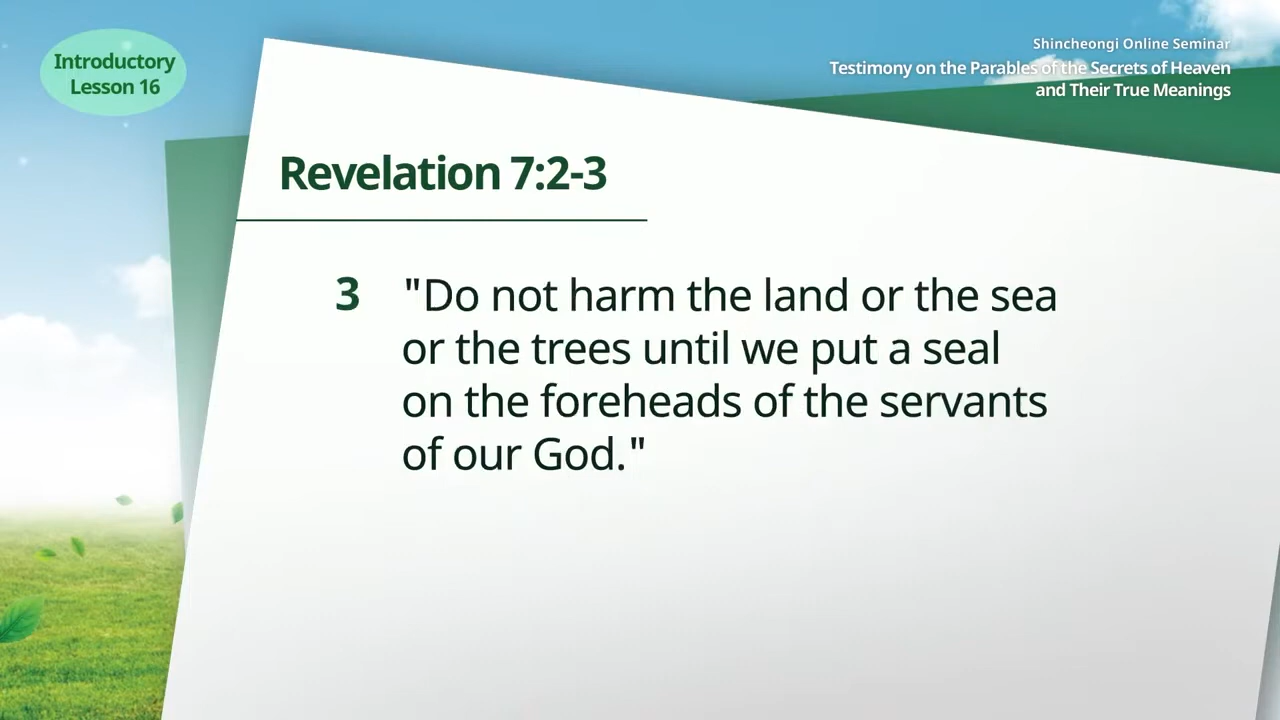 Introductory
Lesson 16
Shincheongi Online Seminar
Testimony on the Parables of the Secrets of Heaven
and Their True Meanings
Revelation 7:2-3
3 "Do not harm the land or the sea
or the trees until we put a seal
on the foreheads of the servants
of our God."